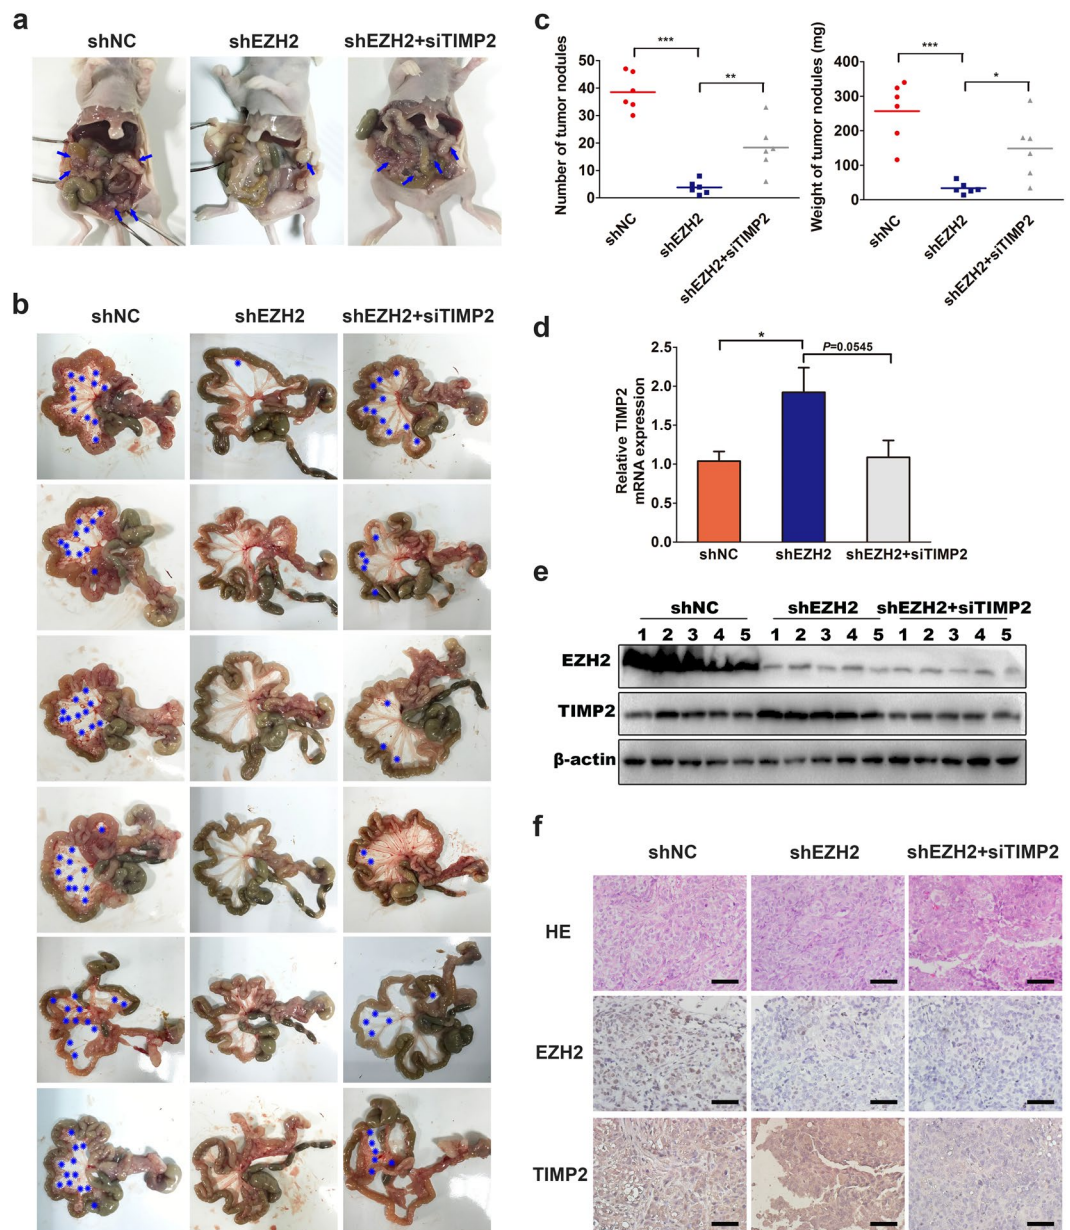 a
shNC shEZH2 shEZH2+siTIMP2
b
shNC shEZH2 shEZH2+siTIMP2
c
Number of tumor nodules
60
40
20
0
***
**
shNC
shEZH2
shEZH2+siTIMP2
Weight of tumor nodules (mg)
400
300
200
100
0
***
*
shNC
shEZH2
shEZH2+siTIMP2
d
Relative TIMP2
mRNA expression
2.5
2.0
1.5
1.0
0.5
0.0
*
P=0.0545
shNC shEZH2 shEZH2+siTIMP2
e
shNC shEZH2 shEZH2+siTIMP2
1 2 3 4 5 1 2 3 4 5 1 2 3 4 5
EZH2
TIMP2
β-actin
f
shNC shEZH2 shEZH2+siTIMP2
HE
EZH2
TIMP2